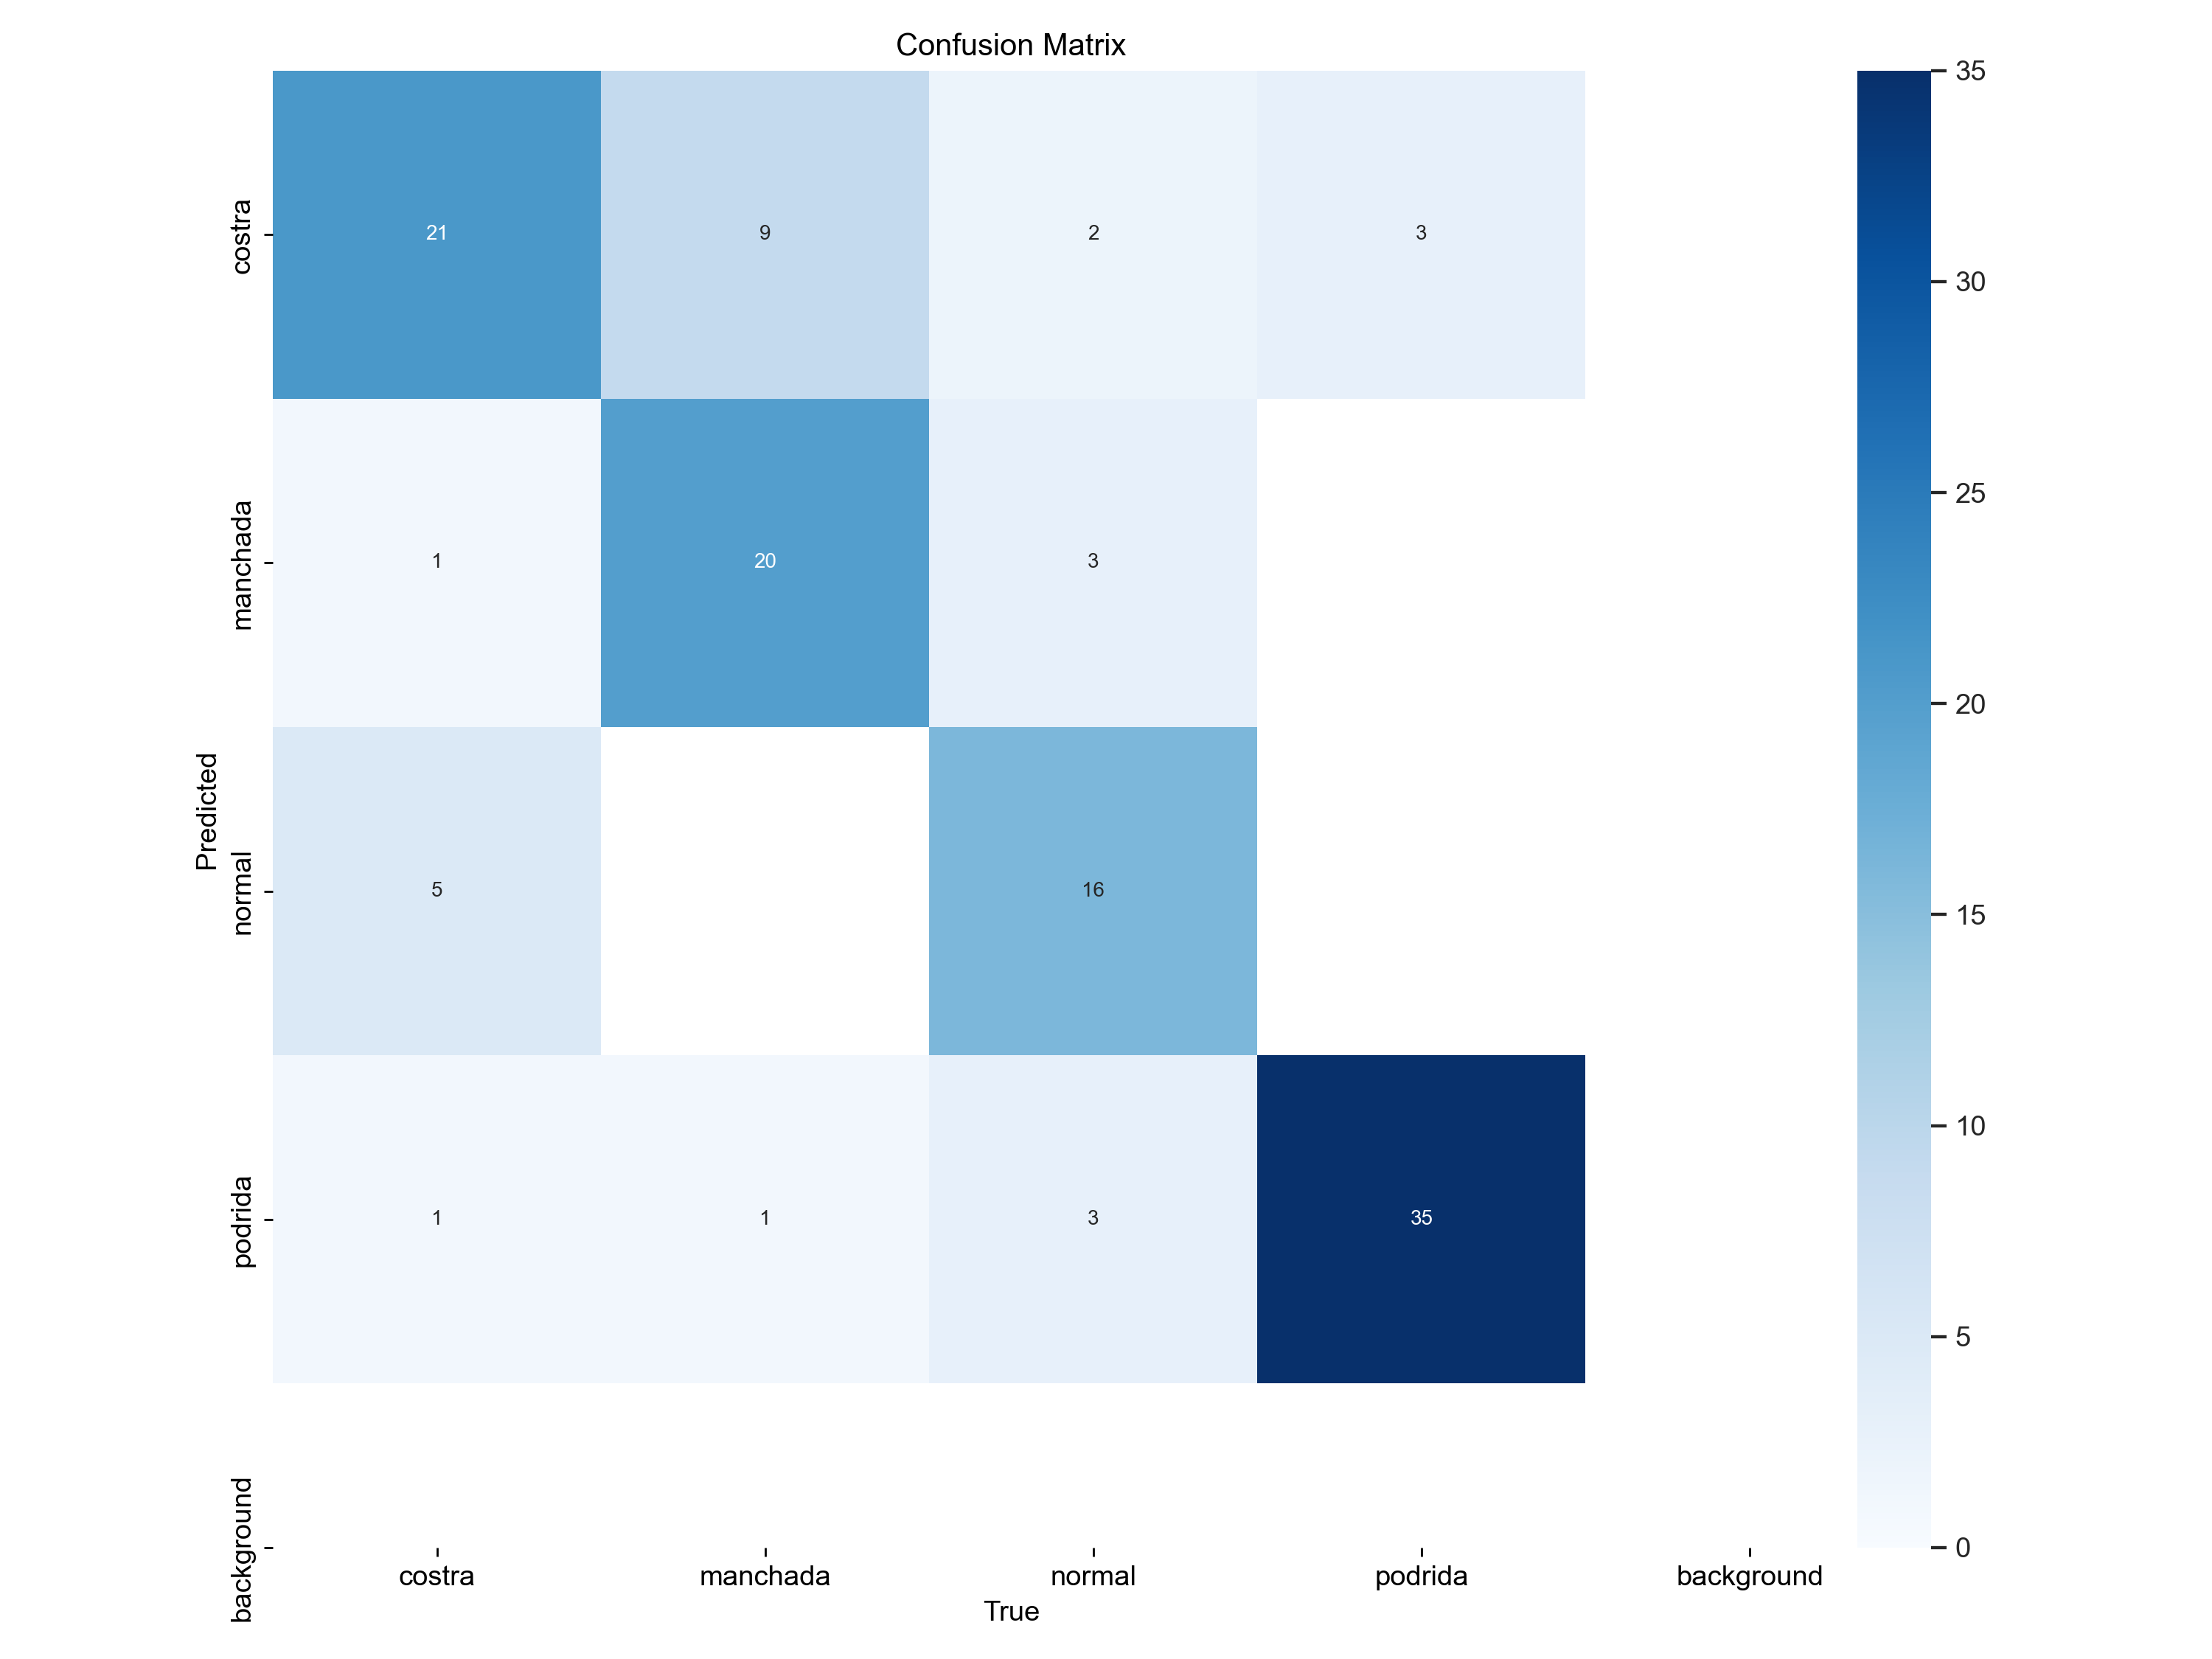 Confusion Matrix
Predicted
costra
21
9
2
3
manchada
1
20
3
normal
5
16
podrida
1
1
3
35
background
costra
manchada
normal
podrida
background
True
35
30
25
20
15
10
5
0